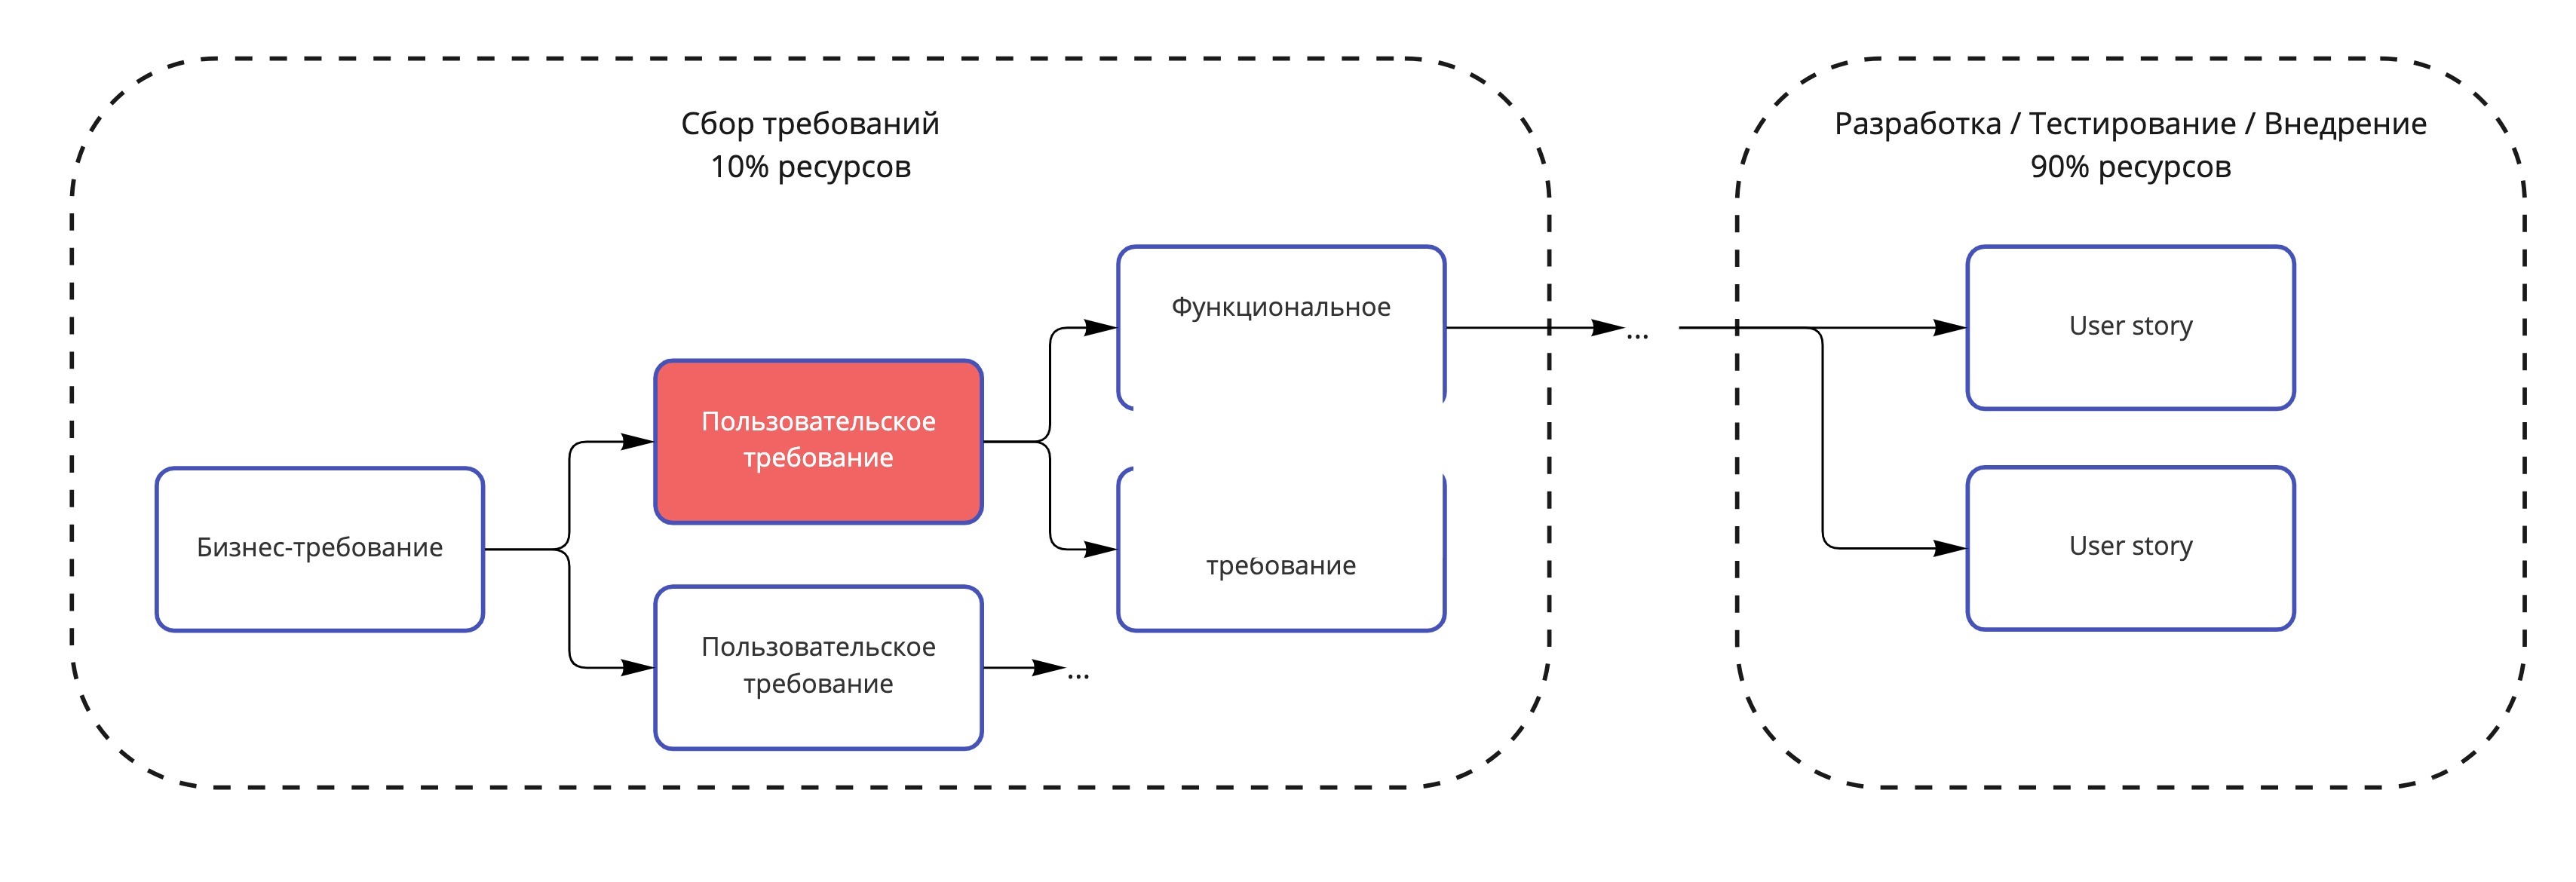 Сбор требований
10% ресурсов
Разработка / Тестирование / Внедрение
90% ресурсов
Бизнес-требование
Пользовательское
требование
Пользовательское
требование
...
Функциональное
требование
...
User story
User story